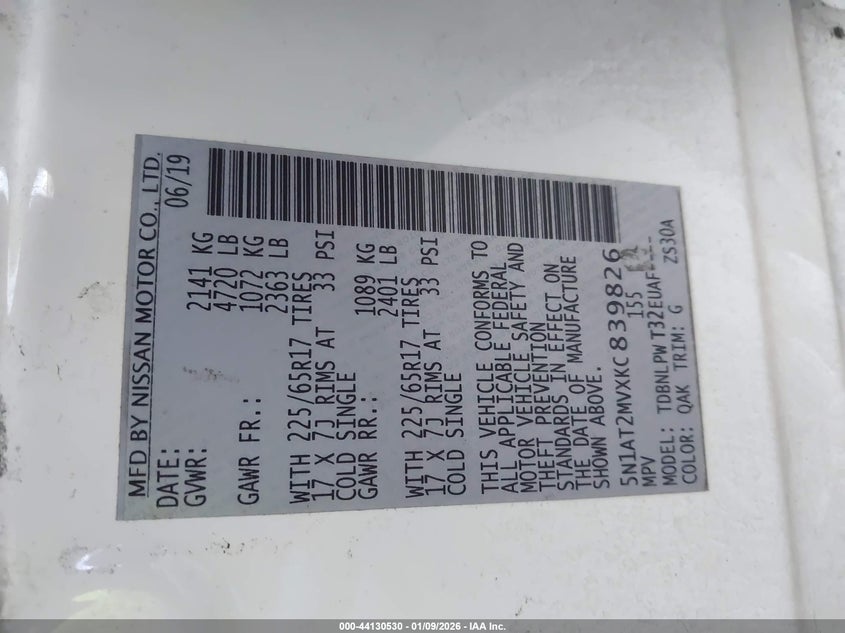 MFD BY NISSAN MOTOR CO., LTD.
DATE: 06/19
GVWR: 2141 KG
4720 LB
GAWR FR.: 1072 KG
2363 LB
WITH 225/65R17 TIRES
17 X 7J RIMS AT 33 PSI
COLD SINGLE
GAWR RR.: 1089 KG
2401 LB
WITH 225/65R17 TIRES
17 X 7J RIMS AT 33 PSI
COLD SINGLE
THIS VEHICLE CONFORMS TO
ALL APPLICABLE FEDERAL
MOTOR VEHICLE SAFETY AND
THEFT PREVENTION
STANDARDS IN EFFECT ON
THE DATE OF MANUFACTURE
SHOWN ABOVE.
5N1AT2MVXKC839826
MPV 155
MODEL: TDBNLPW T32EUAF
COLOR: QAK TRIM: G ZS30A
000-44130530 - 01/09/2026 - IAA Inc.